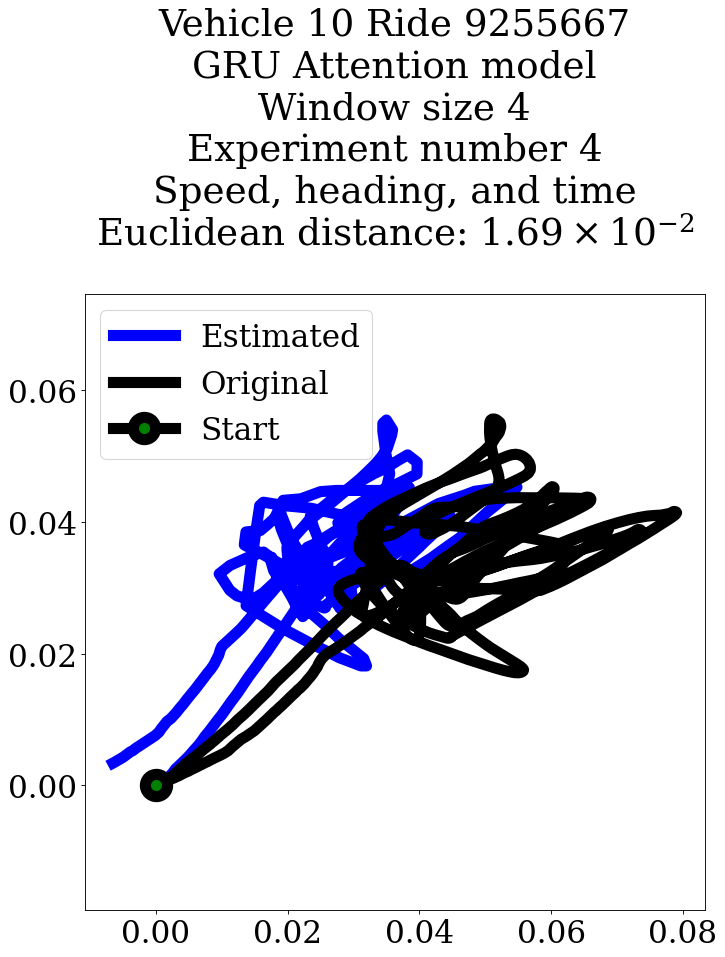 Vehicle 10 Ride 9255667
GRU Attention model
Window size 4
Experiment number 4
Speed, heading, and time
Euclidean distance: 1.69 × 10⁻²
Estimated
Original
Start
0.06
0.04
0.02
0.00
0.00 0.02 0.04 0.06 0.08